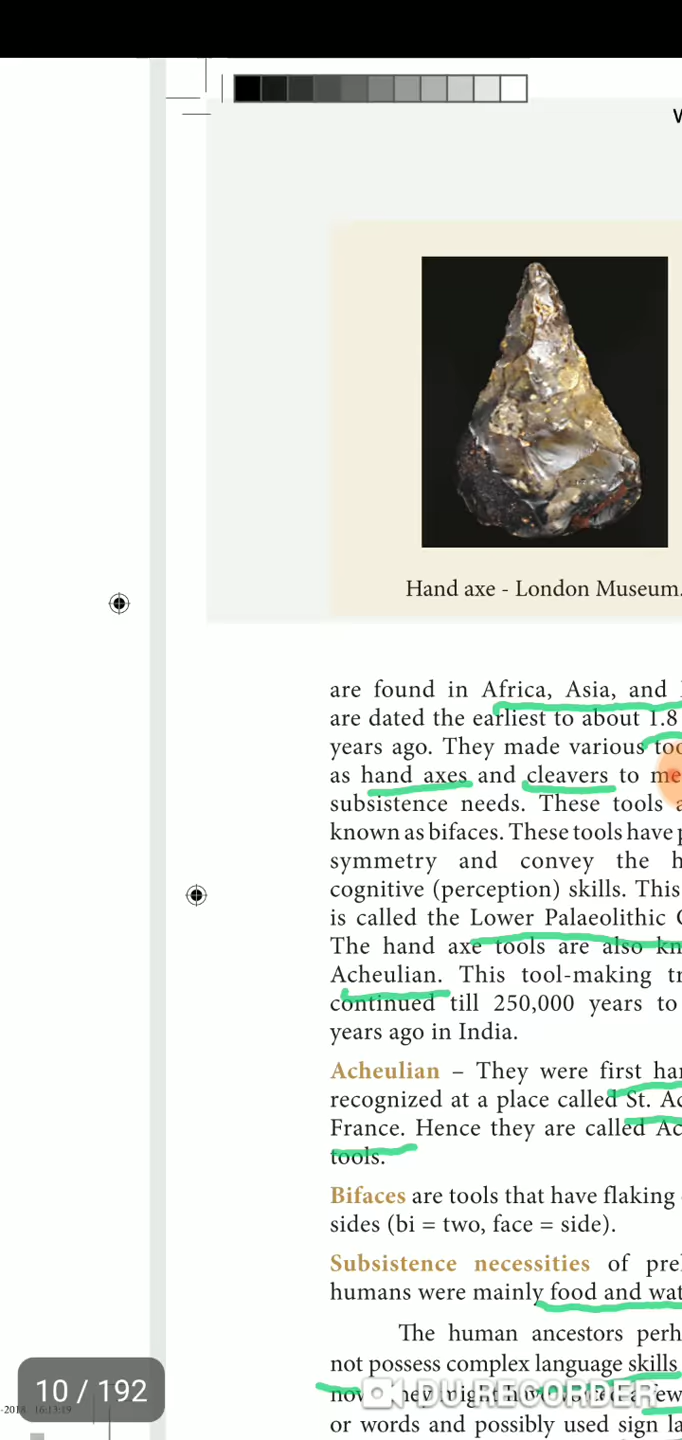 Hand axe - London Museum.
are found in Africa, Asia, and
are dated the earliest to about 1.8
years ago. They made various
as hand axes and cleavers to
subsistence needs. These tools
known as bifaces. These tools have
symmetry and convey the
cognitive (perception) skills. This
is called the Lower Palaeolithic
The hand axe tools are also
Acheulian. This tool-making
continued till 250,000 years to
years ago in India.
Acheulian – They were first
recognized at a place called St.
France. Hence they are called
tools.
Bifaces are tools that have flaking
sides (bi = two, face = side).
Subsistence necessities of
humans were mainly food and
The human ancestors
not possess complex language skills
10 / 192
DU RECORDER
or words and possibly used sign
16:13:19